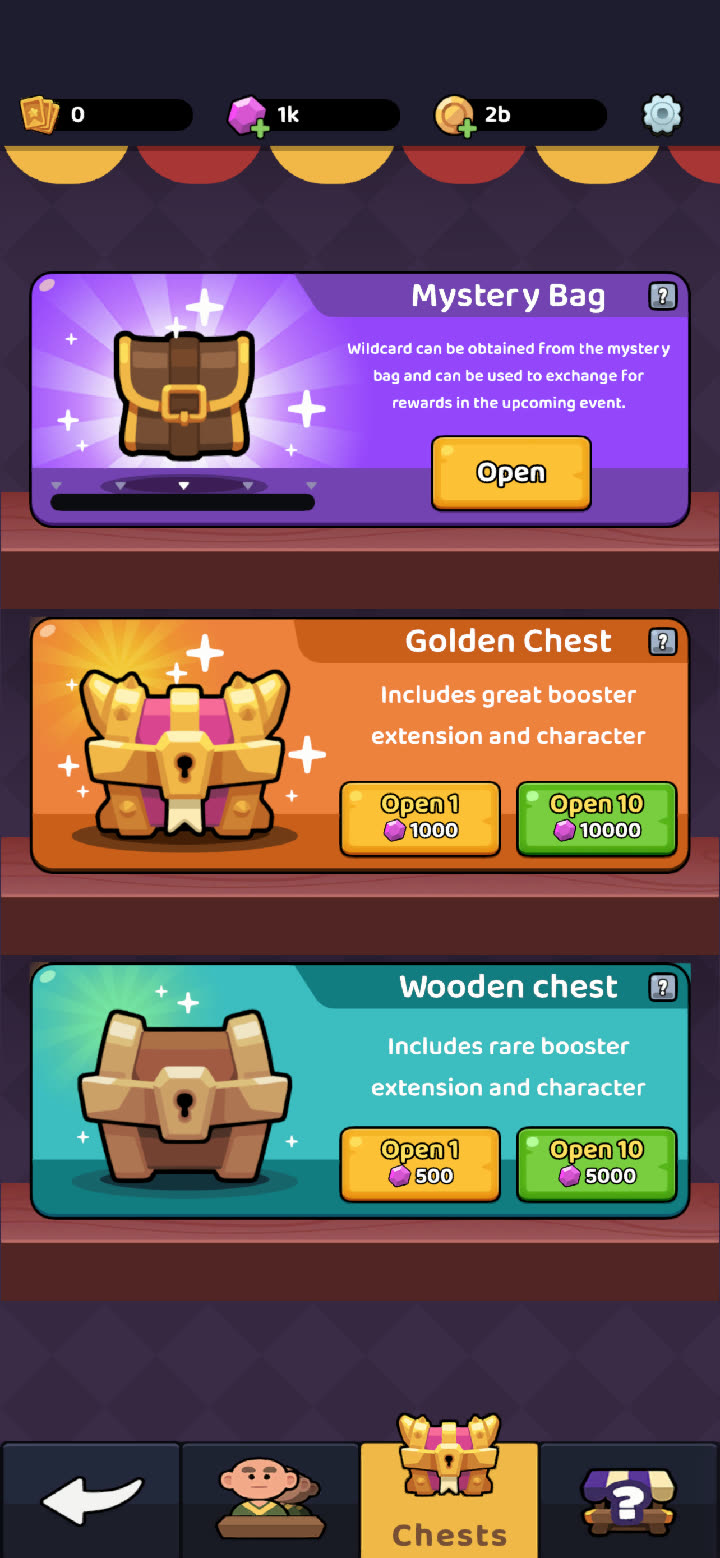 0 1k 2b
Mystery Bag ?
Wildcard can be obtained from the mystery
bag and can be used to exchange for
rewards in the upcoming event.
Open
Golden Chest ?
Includes great booster
extension and character
Open 1 Open 10
1000 10000
Wooden chest ?
Includes rare booster
extension and character
Open 1 Open 10
500 5000
?
Chests